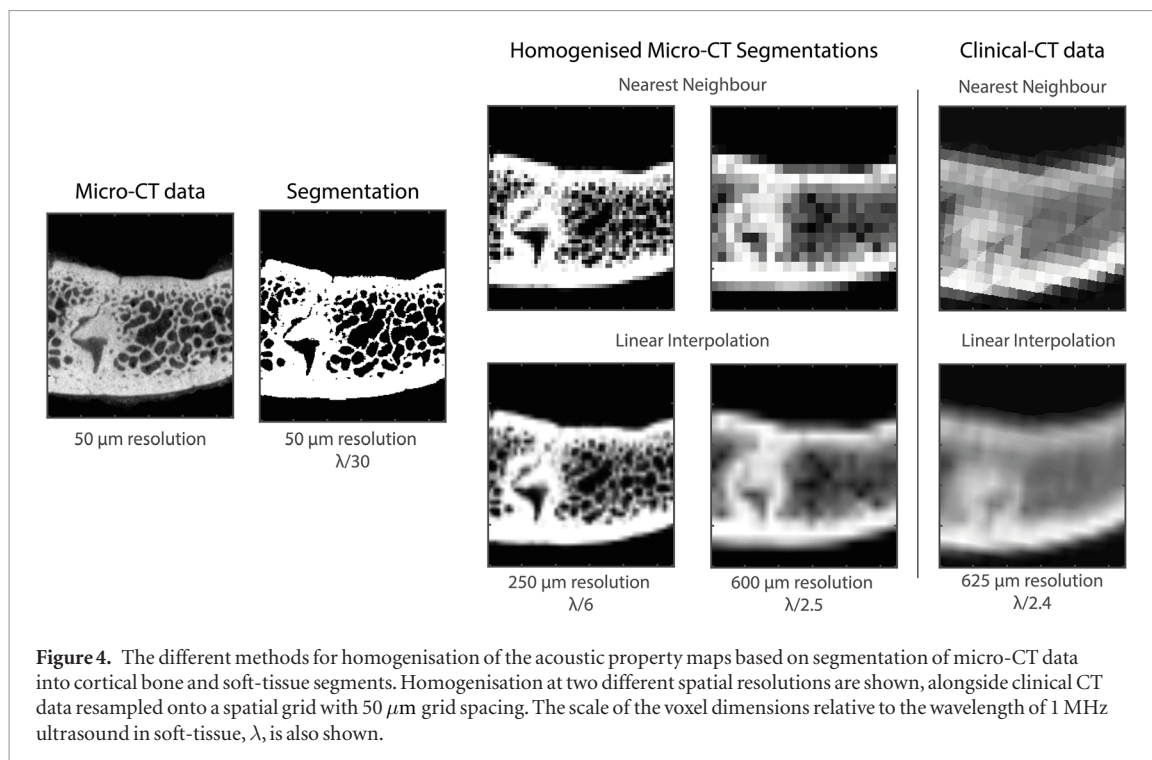 Homogenised Micro-CT Segmentations
Clinical-CT data
Nearest Neighbour
Nearest Neighbour
Micro-CT data
Segmentation
Linear Interpolation
Linear Interpolation
50 μm resolution
50 μm resolution
λ/30
250 μm resolution
λ/6
600 μm resolution
λ/2.5
625 μm resolution
λ/2.4
Figure 4. The different methods for homogenisation of the acoustic property maps based on segmentation of micro-CT data
into cortical bone and soft-tissue segments. Homogenisation at two different spatial resolutions are shown, alongside clinical CT
data resampled onto a spatial grid with 50 μm grid spacing. The scale of the voxel dimensions relative to the wavelength of 1 MHz
ultrasound in soft-tissue, λ, is also shown.